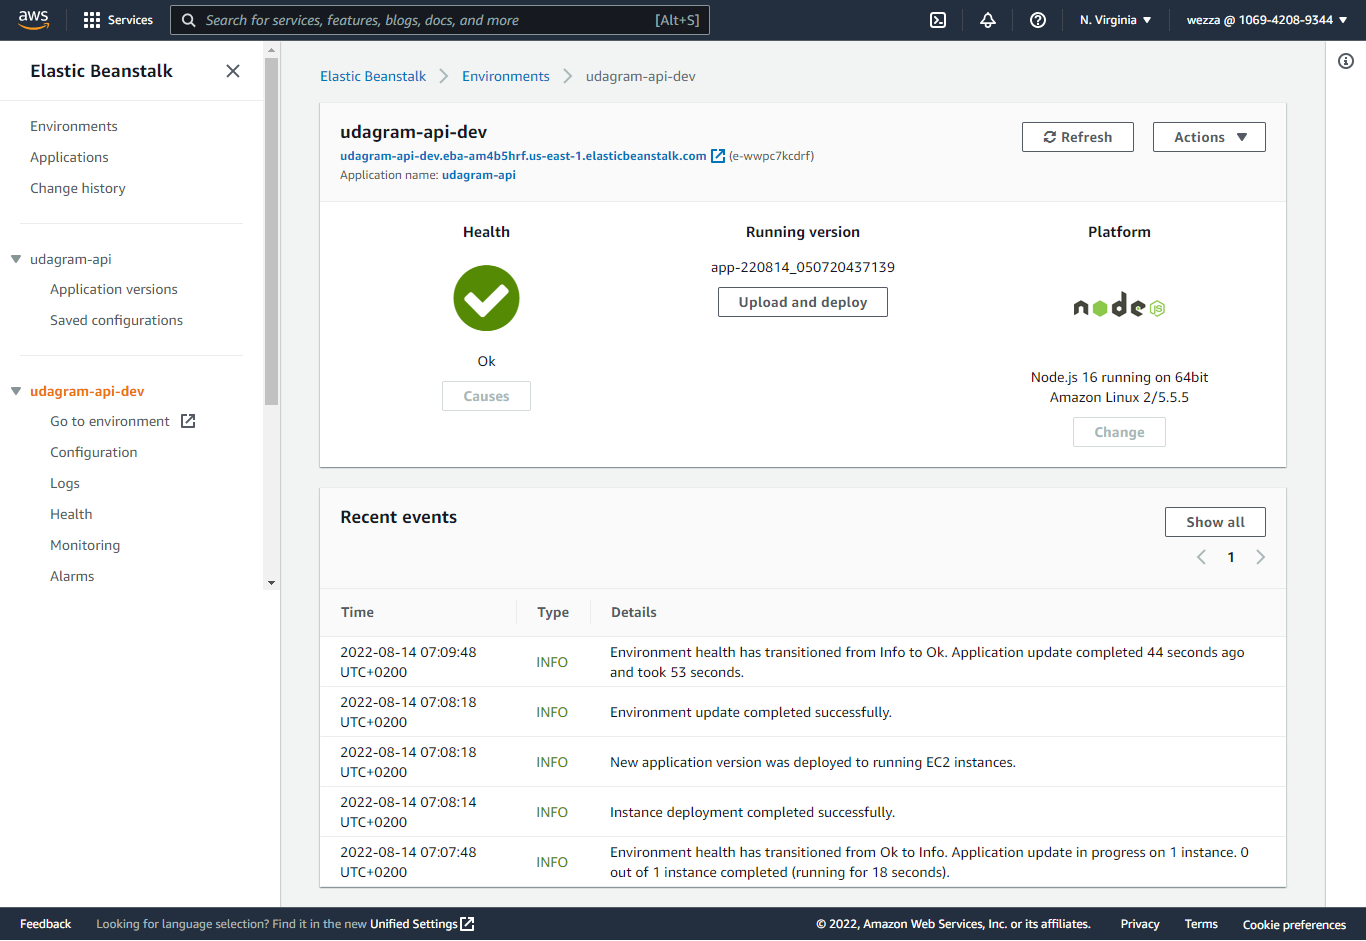 aws
Services
Search for services, features, blogs, docs, and more
[Alt+S]
N. Virginia
wezza @ 1069-4208-9344
Elastic Beanstalk
Environments
Applications
Change history
udagram-api
Application versions
Saved configurations
udagram-api-dev
Go to environment
Configuration
Logs
Health
Monitoring
Alarms
Elastic Beanstalk
Environments
udagram-api-dev
udagram-api-dev
udagram-api-dev.eba-am4b5hrf.us-east-1.elasticbeanstalk.com (e-wwpc7kcdrf)
Application name: udagram-api
Refresh
Actions
Health
Ok
Causes
Running version
app-220814_050720437139
Upload and deploy
Platform
node JS
Node.js 16 running on 64bit
Amazon Linux 2/5.5.5
Change
Recent events
Show all
1
Time Type Details
2022-08-14 07:09:48
UTC+0200
INFO
Environment health has transitioned from Info to Ok. Application update completed 44 seconds ago
and took 53 seconds.
2022-08-14 07:08:18
UTC+0200
INFO
Environment update completed successfully.
2022-08-14 07:08:18
UTC+0200
INFO
New application version was deployed to running EC2 instances.
2022-08-14 07:08:14
UTC+0200
INFO
Instance deployment completed successfully.
2022-08-14 07:07:48
UTC+0200
INFO
Environment health has transitioned from Ok to Info. Application update in progress on 1 instance. 0
out of 1 instance completed (running for 18 seconds).
Feedback
Looking for language selection? Find it in the new Unified Settings
© 2022, Amazon Web Services, Inc. or its affiliates.
Privacy
Terms
Cookie preferences